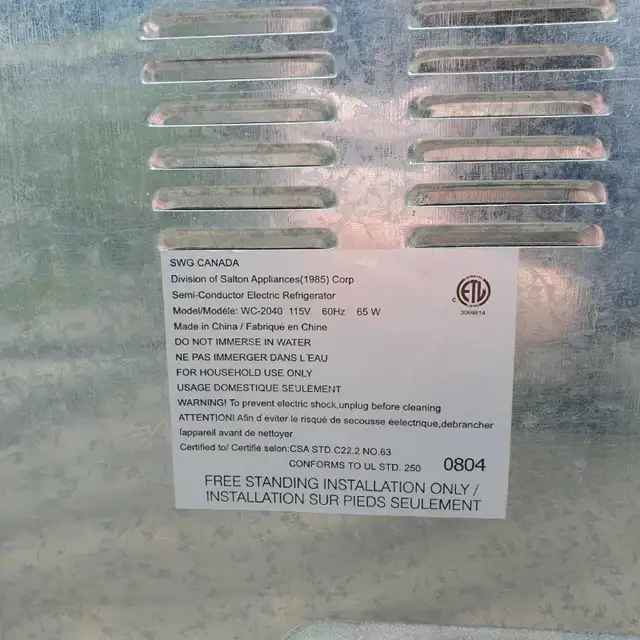 SWG CANADA
Division of Salton Appliances(1985) Corp
Semi-Conductor Electric Refrigerator
Model/Modèle: WC-2040 115V 60Hz 65 W
Made in China / Fabriqué en Chine
DO NOT IMMERSE IN WATER
NE PAS IMMERGER DANS L'EAU
FOR HOUSEHOLD USE ONLY
USAGE DOMESTIQUE SEULEMENT
WARNING! To prevent electric shock,unplug before cleaning
ATTENTION! Afin d'éviter le risqué de secousse éelectrique,debrancher
lappareil avant de nettoyer
Certified to/ Certifie selon:CSA STD.C22.2 NO.63
CONFORMS TO UL STD. 250
0804
FREE STANDING INSTALLATION ONLY /
INSTALLATION SUR PIEDS SEULEMENT
C ETL
3069814